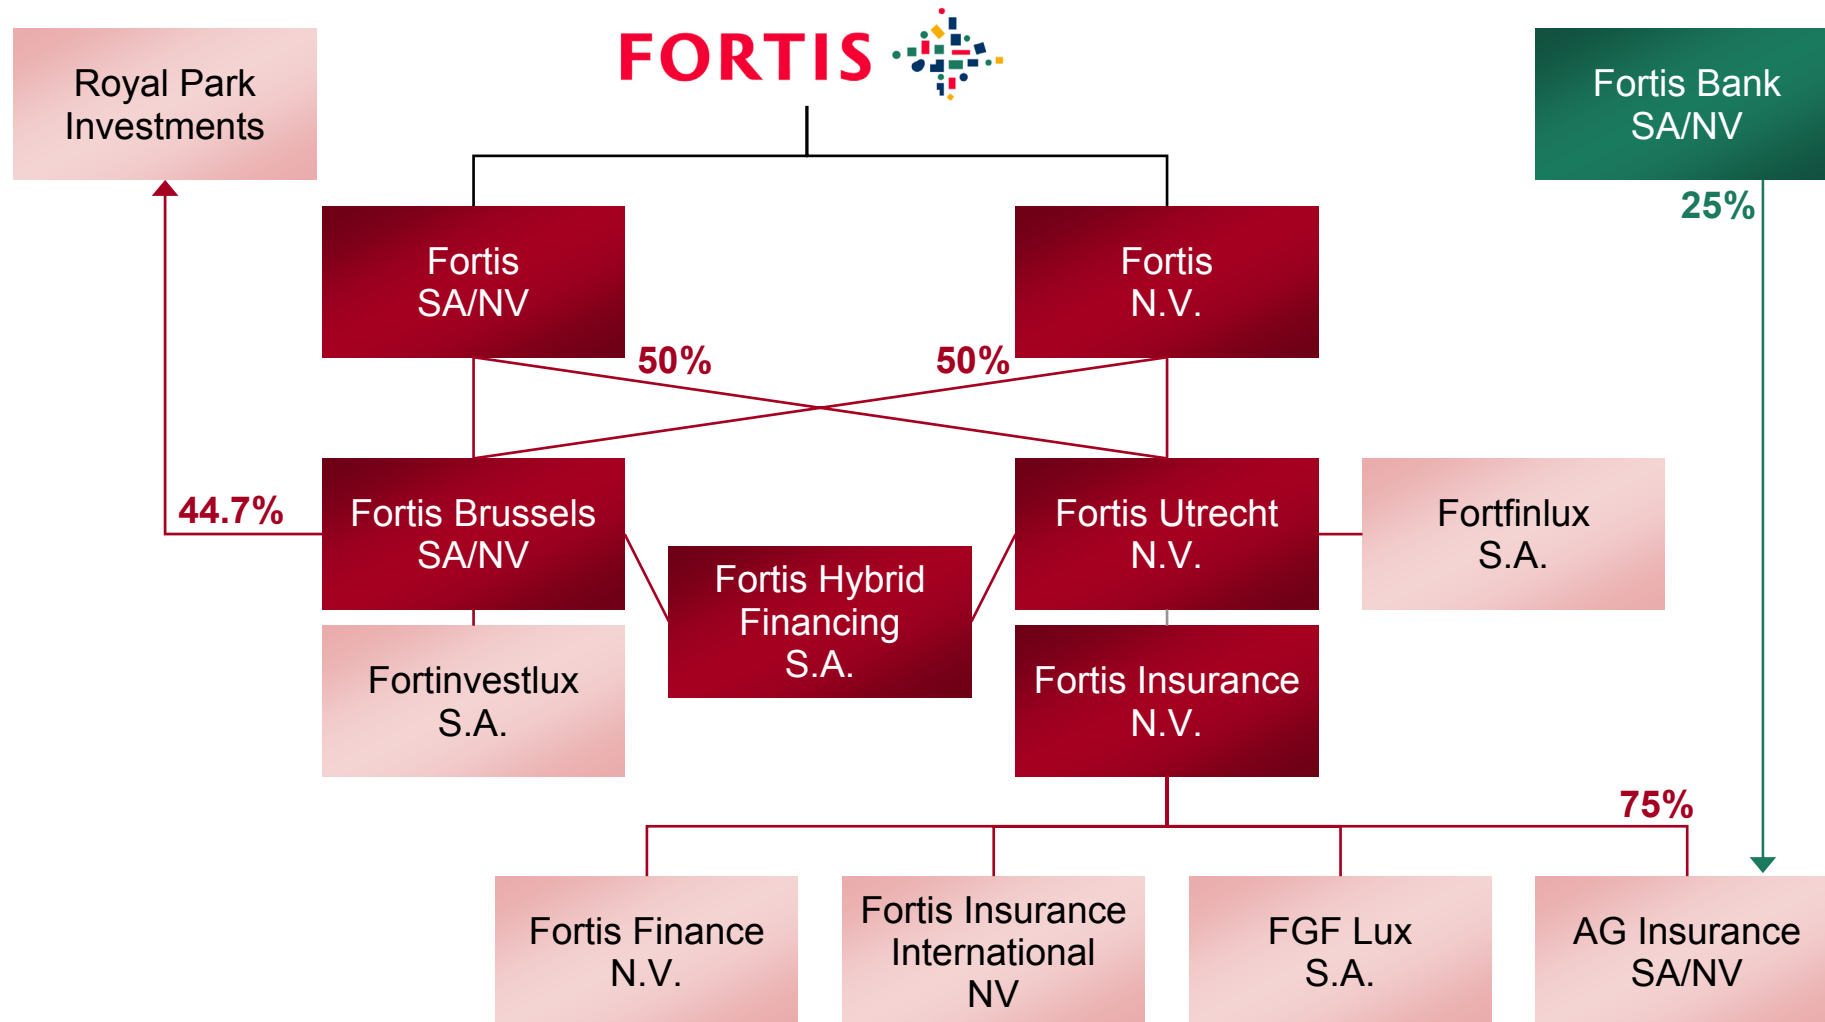 FORTIS
Royal Park
Investments
Fortis Bank
SA/NV
25%
Fortis
SA/NV
Fortis
N.V.
50%
50%
44.7%
Fortis Brussels
SA/NV
Fortis Utrecht
N.V.
Fortfinlux
S.A.
Fortis Hybrid
Financing
S.A.
Fortinvestlux
S.A.
Fortis Insurance
N.V.
75%
Fortis Finance
N.V.
Fortis Insurance
International
NV
FGF Lux
S.A.
AG Insurance
SA/NV